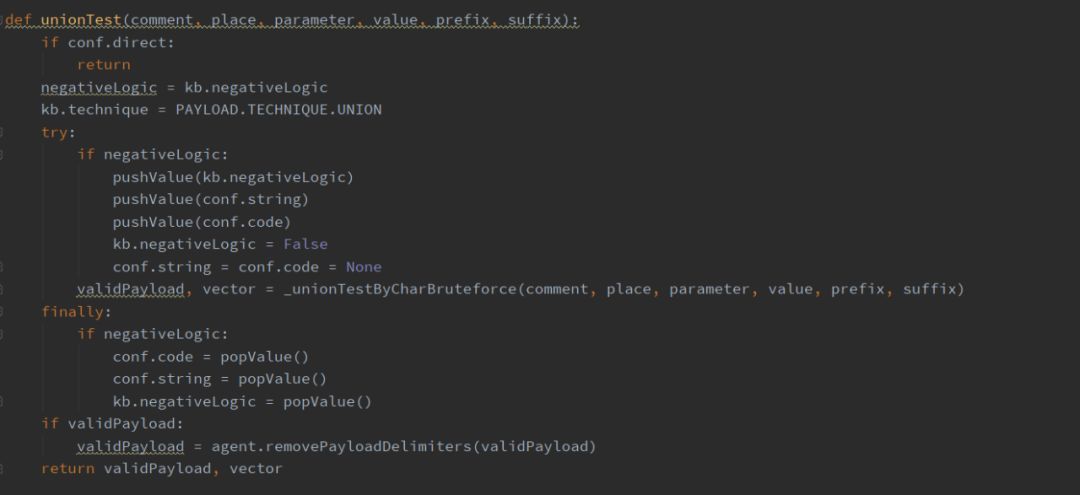 def unionTest(comment, place, parameter, value, prefix, suffix):
    if conf.direct:
        return
    negativeLogic = kb.negativeLogic
    kb.technique = PAYLOAD.TECHNIQUE.UNION
    try:
        if negativeLogic:
            pushValue(kb.negativeLogic)
            pushValue(conf.string)
            pushValue(conf.code)
            kb.negativeLogic = False
            conf.string = conf.code = None
        validPayload, vector = _unionTestByCharBruteforce(comment, place, parameter, value, prefix, suffix)
    finally:
        if negativeLogic:
            conf.code = popValue()
            conf.string = popValue()
            kb.negativeLogic = popValue()
    if validPayload:
        validPayload = agent.removePayloadDelimiters(validPayload)
    return validPayload, vector